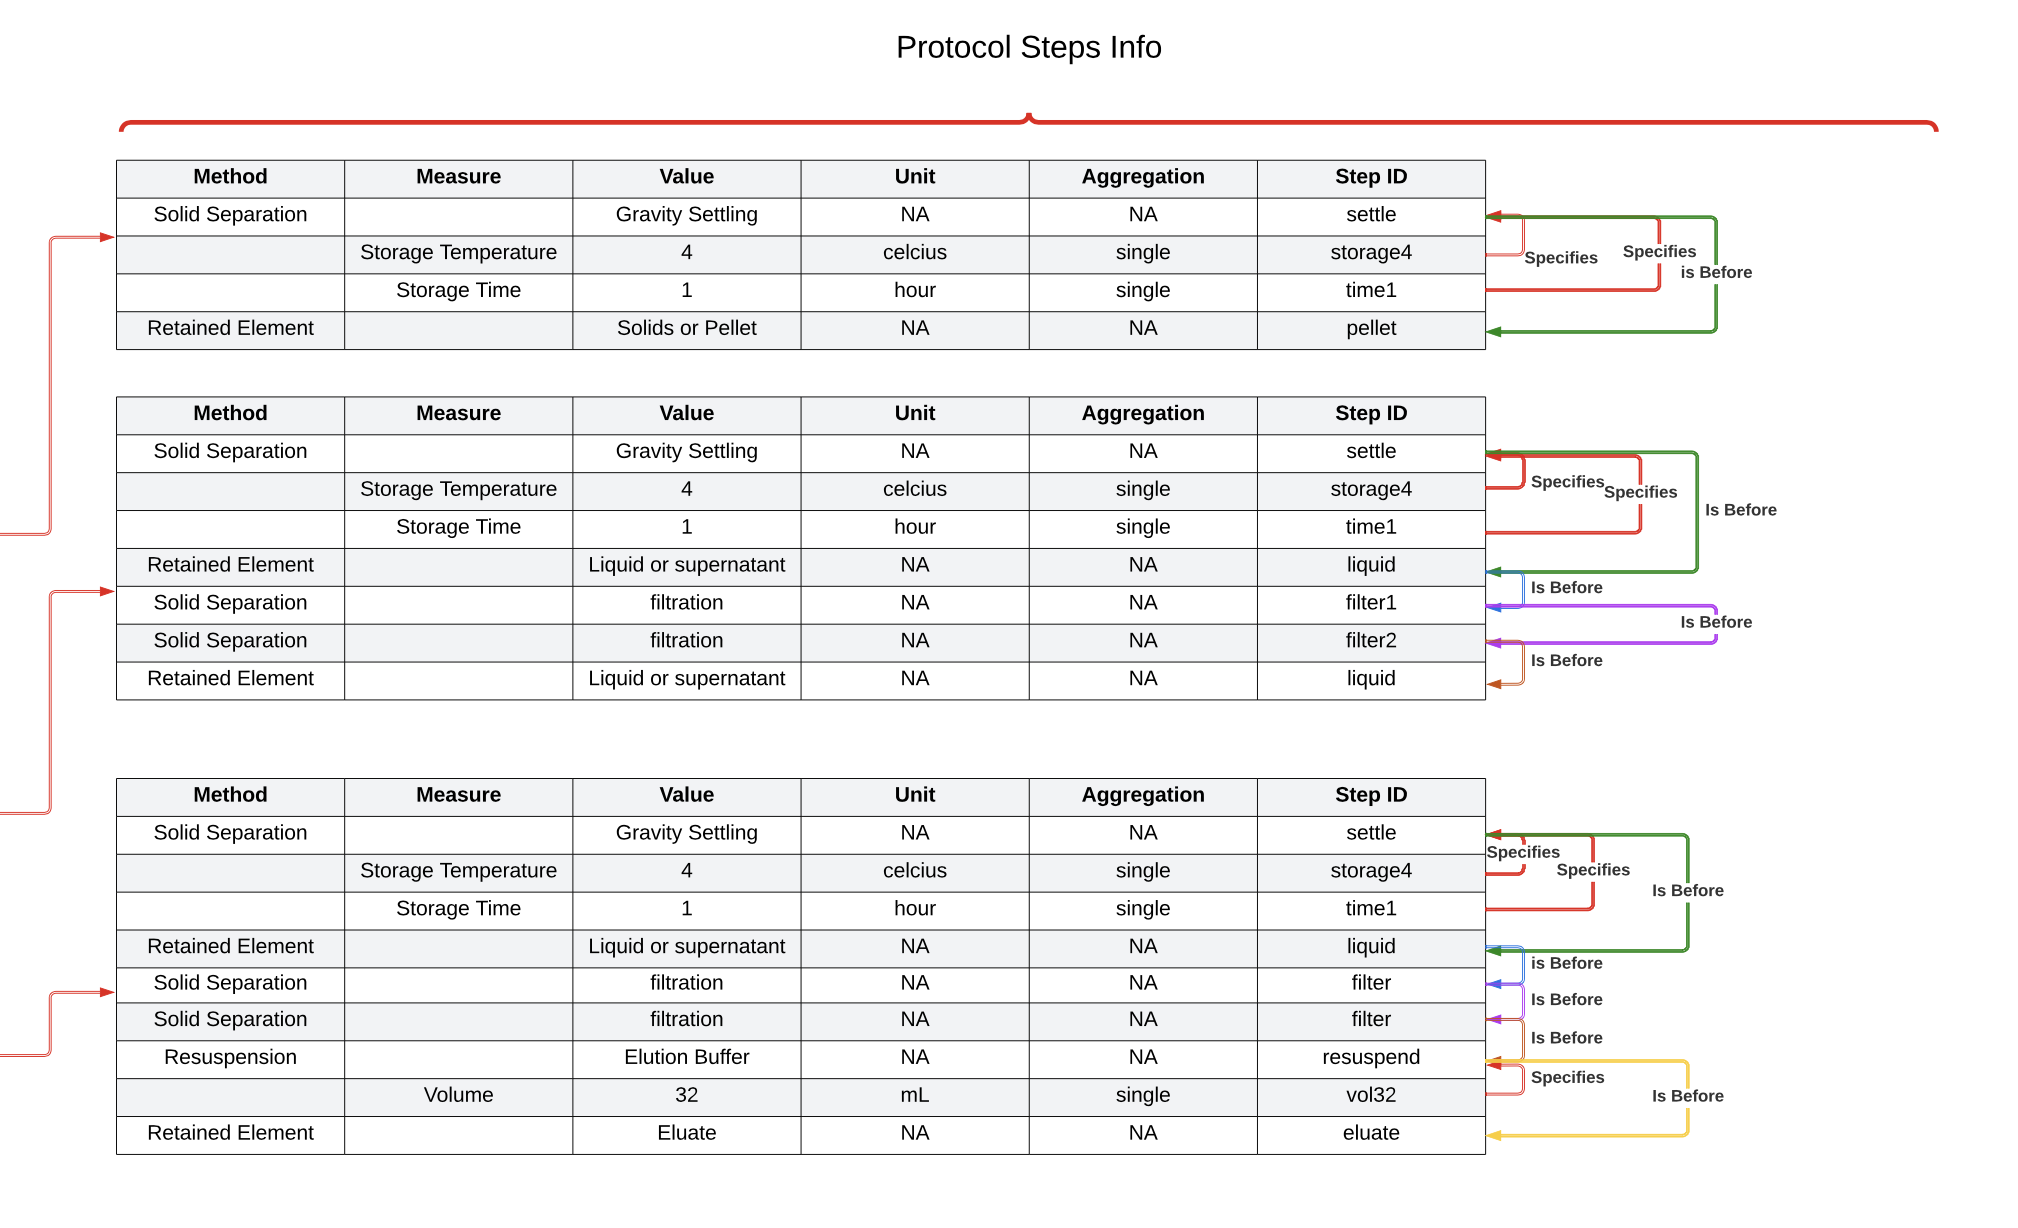 Protocol Steps Info
Method Measure Value Unit Aggregation Step ID
Solid Separation Gravity Settling NA NA settle
Storage Temperature 4 celcius single storage4
Specifies Specifies
is Before
Storage Time 1 hour single time1
Retained Element Solids or Pellet NA NA pellet
Method Measure Value Unit Aggregation Step ID
Solid Separation Gravity Settling NA NA settle
Storage Temperature 4 celcius single storage4
Specifies Specifies
Is Before
Storage Time 1 hour single time1
Retained Element Liquid or supernatant NA NA liquid
Is Before
Solid Separation filtration NA NA filter1
Is Before
Solid Separation filtration NA NA filter2
Is Before
Retained Element Liquid or supernatant NA NA liquid
Method Measure Value Unit Aggregation Step ID
Solid Separation Gravity Settling NA NA settle
Specifies
Storage Temperature 4 celcius single storage4 Specifies
Is Before
Storage Time 1 hour single time1
Retained Element Liquid or supernatant NA NA liquid
is Before
Solid Separation filtration NA NA filter
Is Before
Solid Separation filtration NA NA filter
Is Before
Resuspension Elution Buffer NA NA resuspend
Specifies
Volume 32 mL single vol32 Is Before
Retained Element Eluate NA NA eluate